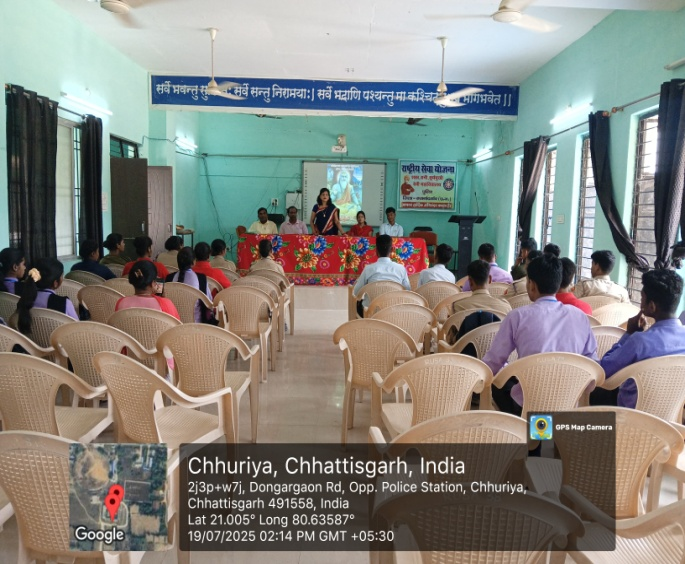 सर्वे भवन्तु सुखिनः सर्वे सन्तु निरामयाः। सर्वे भद्राणि पश्यन्तु मा कश्चिद् भागभवेत।।
राष्ट्रीय सेवा योजना
GPS Map Camera
Chhuriya, Chhattisgarh, India
2j3p+w7j, Dongargaon Rd, Opp. Police Station, Chhuriya,
Chhattisgarh 491558, India
Lat 21.005° Long 80.63587°
19/07/2025 02:14 PM GMT +05:30
Google